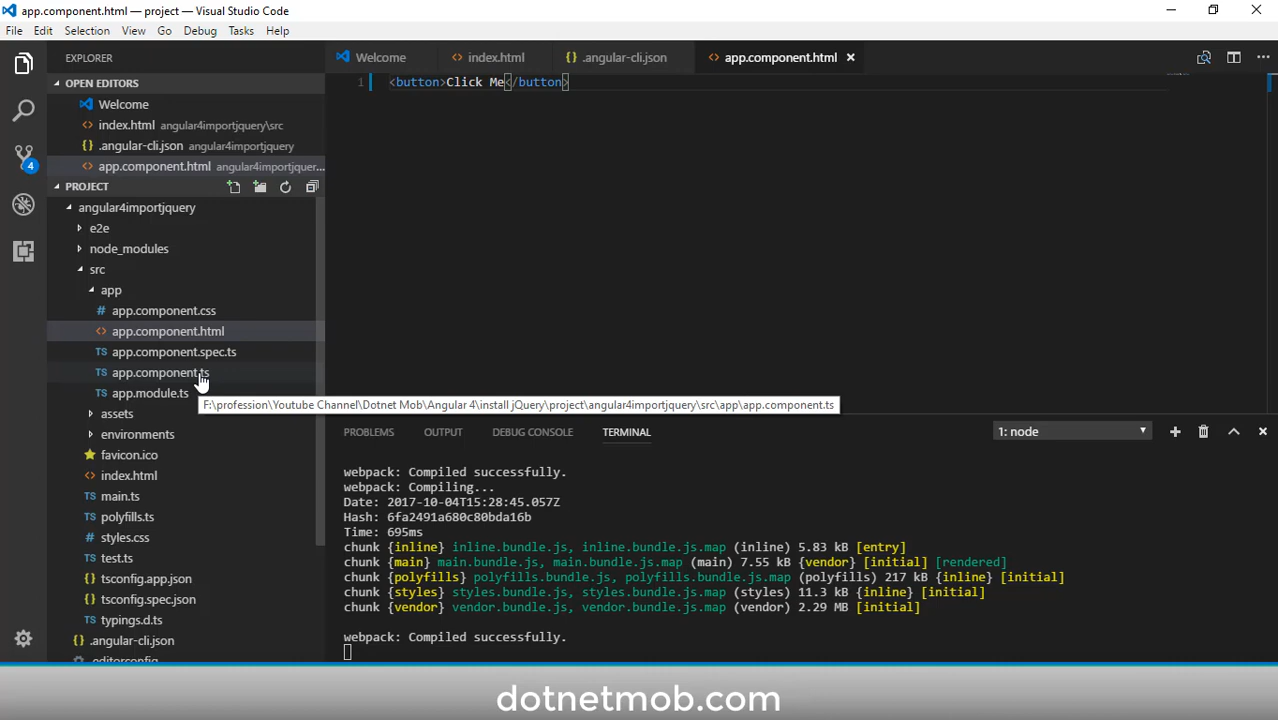 app.component.html — project — Visual Studio Code
File Edit Selection View Go Debug Tasks Help
EXPLORER
Welcome
index.html
.angular-cli.json
app.component.html
OPEN EDITORS
1 <button>Click Me</button>
Welcome
index.html angular4importjquery\src
.angular-cli.json angular4importjquery
app.component.html angular4importjquer...
4
PROJECT
angular4importjquery
e2e
node_modules
src
app
# app.component.css
<> app.component.html
TS app.component.spec.ts
TS app.component.ts
TS app.module.ts
F:\profession\Youtube Channel\Dotnet Mob\Angular 4\install jQuery\project\angular4importjquery\src\app\app.component.ts
assets
environments
favicon.ico
<> index.html
TS main.ts
TS polyfills.ts
# styles.css
TS test.ts
{} tsconfig.app.json
{} tsconfig.spec.json
TS typings.d.ts
{} .angular-cli.json
.editorconfig
PROBLEMS OUTPUT DEBUG CONSOLE TERMINAL
1: node
webpack: Compiled successfully.
webpack: Compiling...
Date: 2017-10-04T15:28:45.057Z
Hash: 6fa2491a680c80bda16b
Time: 695ms
chunk {inline} inline.bundle.js, inline.bundle.js.map (inline) 5.83 kB [entry]
chunk {main} main.bundle.js, main.bundle.js.map (main) 7.55 kB {vendor} [initial] [rendered]
chunk {polyfills} polyfills.bundle.js, polyfills.bundle.js.map (polyfills) 217 kB {inline} [initial]
chunk {styles} styles.bundle.js, styles.bundle.js.map (styles) 11.3 kB {inline} [initial]
chunk {vendor} vendor.bundle.js, vendor.bundle.js.map (vendor) 2.29 MB [initial]
webpack: Compiled successfully.
dotnetmob.com